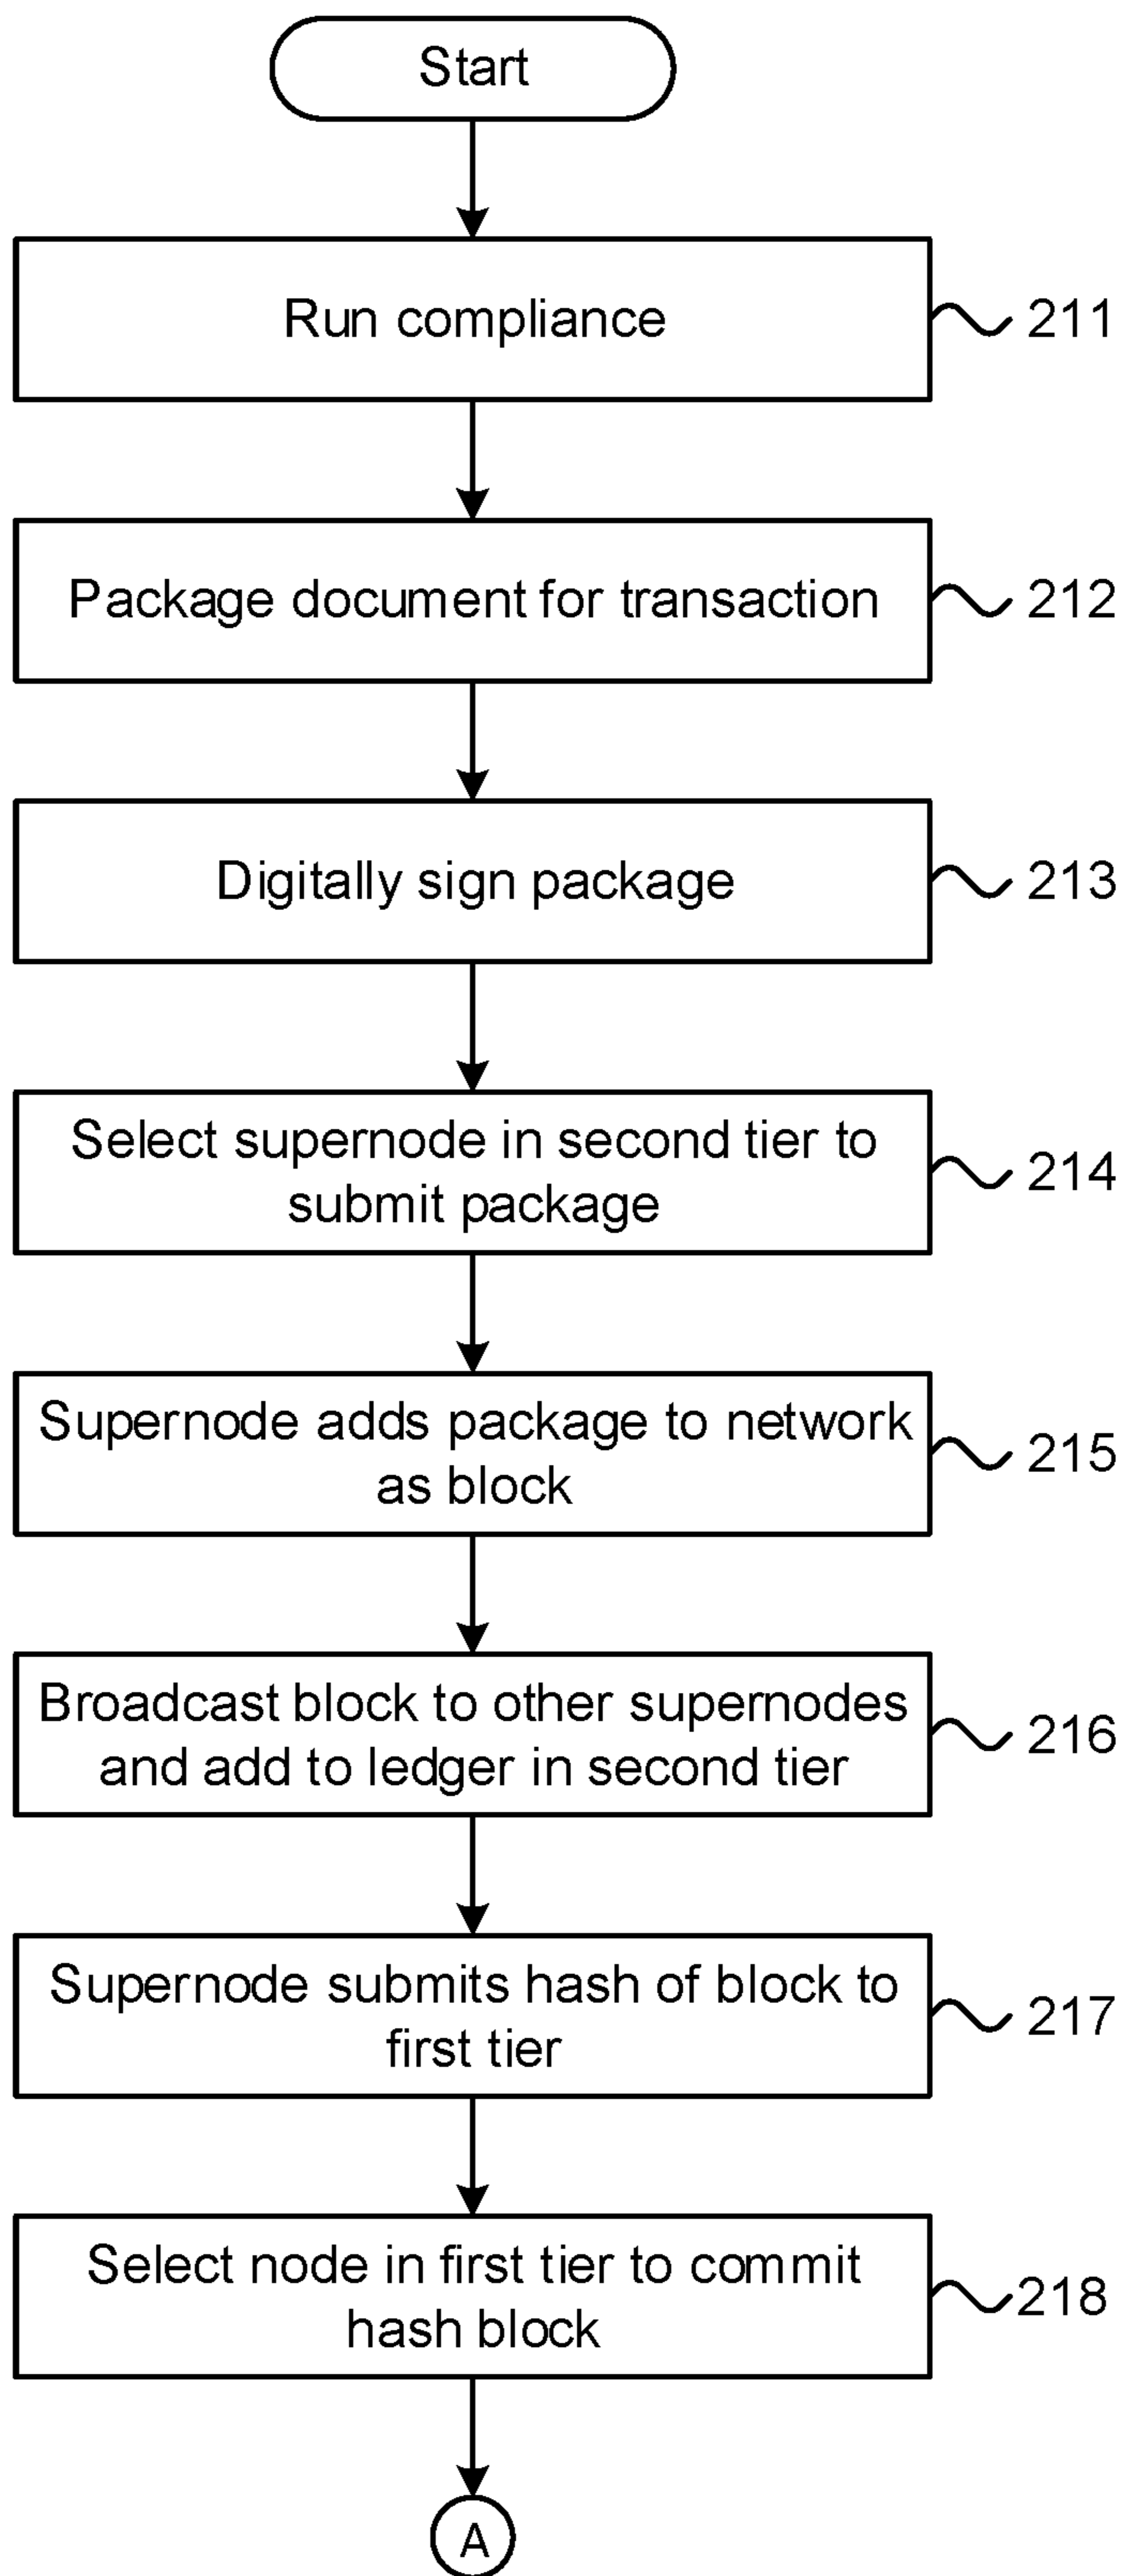 Start
Run compliance
211
Package document for transaction
212
Digitally sign package
213
Select supernode in second tier to
submit package
214
Supernode adds package to network
as block
215
Broadcast block to other supernodes
and add to ledger in second tier
216
Supernode submits hash of block to
first tier
217
Select node in first tier to commit
hash block
218
A